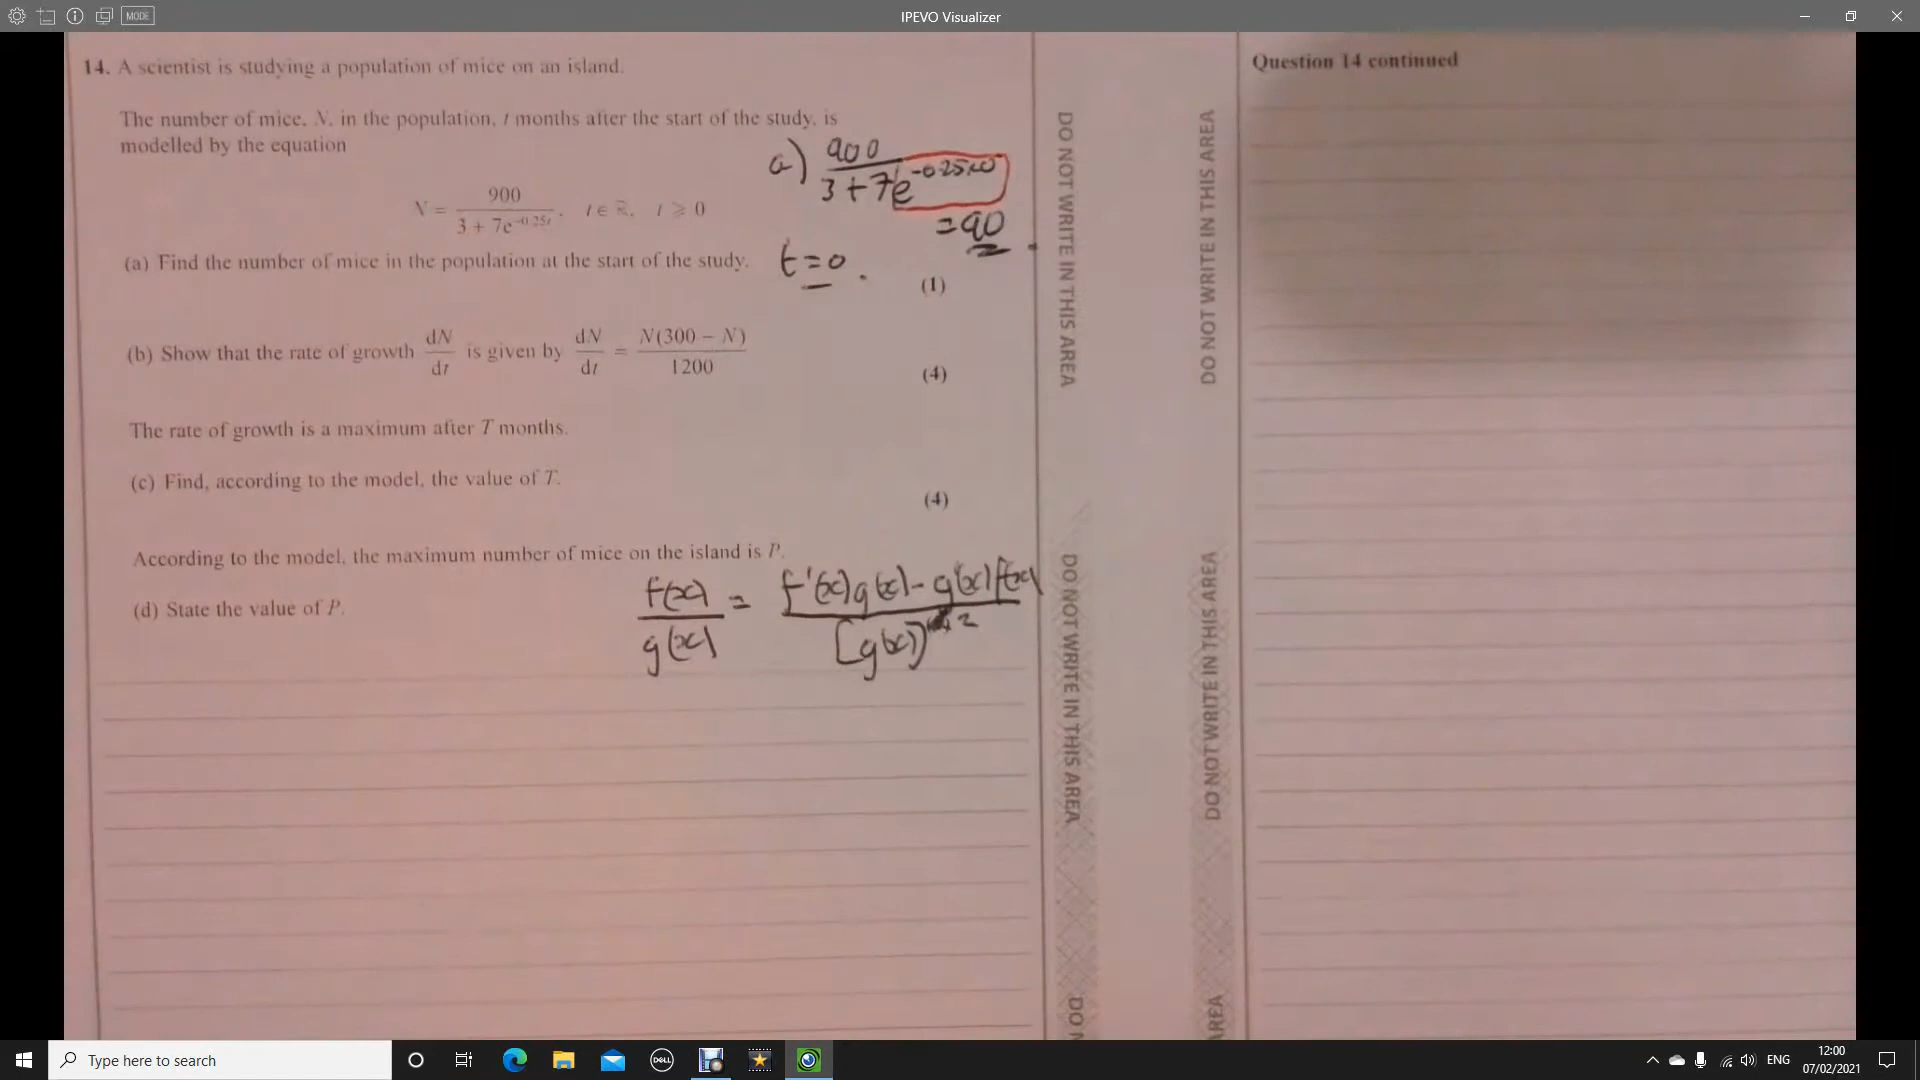 MODE
IPEVO Visualizer
14. A scientist is studying a population of mice on an island.
The number of mice, N, in the population, t months after the start of the study, is
modelled by the equation
N = 900 / (3 + 7e^(-0.25t)), t ∈ ℝ, t ⩾ 0
a) 900 / (3 + 7e^(-0.25×0))
= 90
(a) Find the number of mice in the population at the start of the study.
t = 0.
(1)
(b) Show that the rate of growth dN/dt is given by dN/dt = N(300 – N)/1200
(4)
The rate of growth is a maximum after T months.
(c) Find, according to the model, the value of T.
(4)
According to the model, the maximum number of mice on the island is P.
(d) State the value of P.
f(x)/g(x) = (f'(x)g(x) - g'(x)f(x)) / [g(x)]^2
DO NOT WRITE IN THIS AREA
DO NOT WRITE IN THIS AREA
DO N
DO NOT WRITE IN THIS AREA
DO NOT WRITE IN THIS AREA
AREA
Question 14 continued
Type here to search
DELL
ENG
12:00
07/02/2021